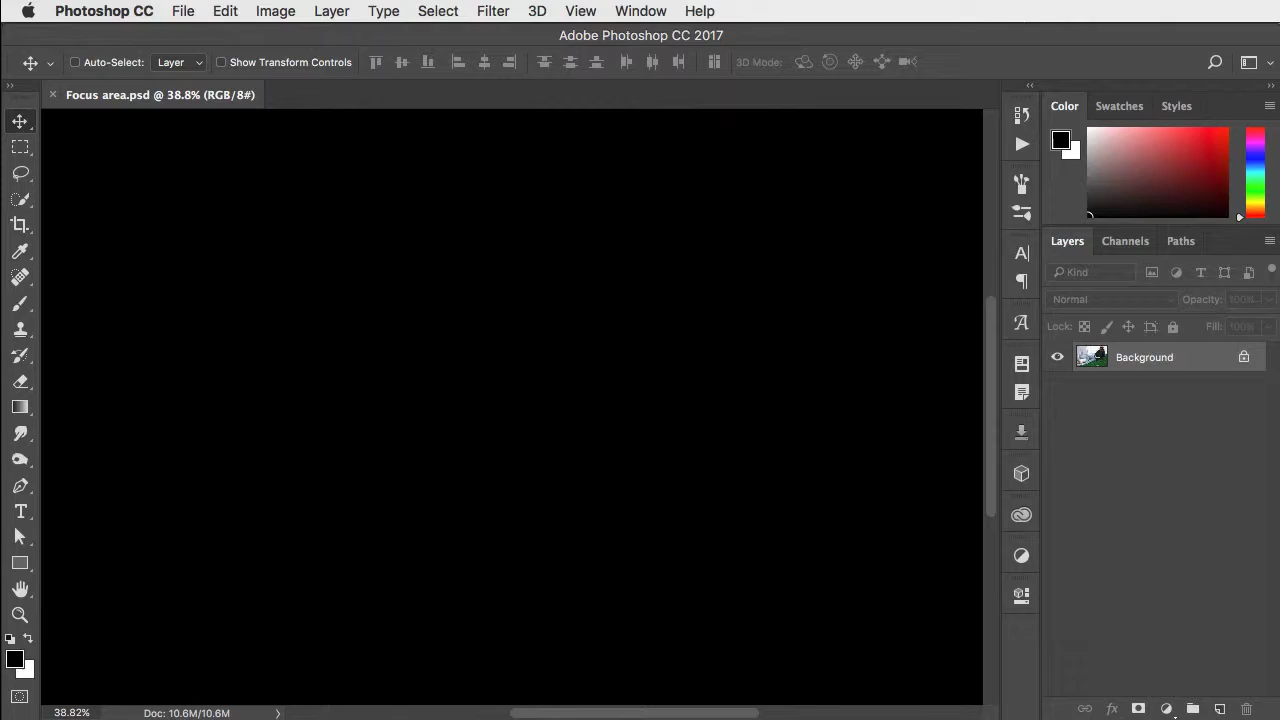 Photoshop CC File Edit Image Layer Type Select Filter 3D View Window Help
Adobe Photoshop CC 2017
Auto-Select: Layer Show Transform Controls 3D Mode:
Focus area.psd @ 38.8% (RGB/8#)
Color Swatches Styles
Layers Channels Paths
Kind
Normal Opacity: 100%
Lock: Fill: 100%
Background
38.82% Doc: 10.6M/10.6M